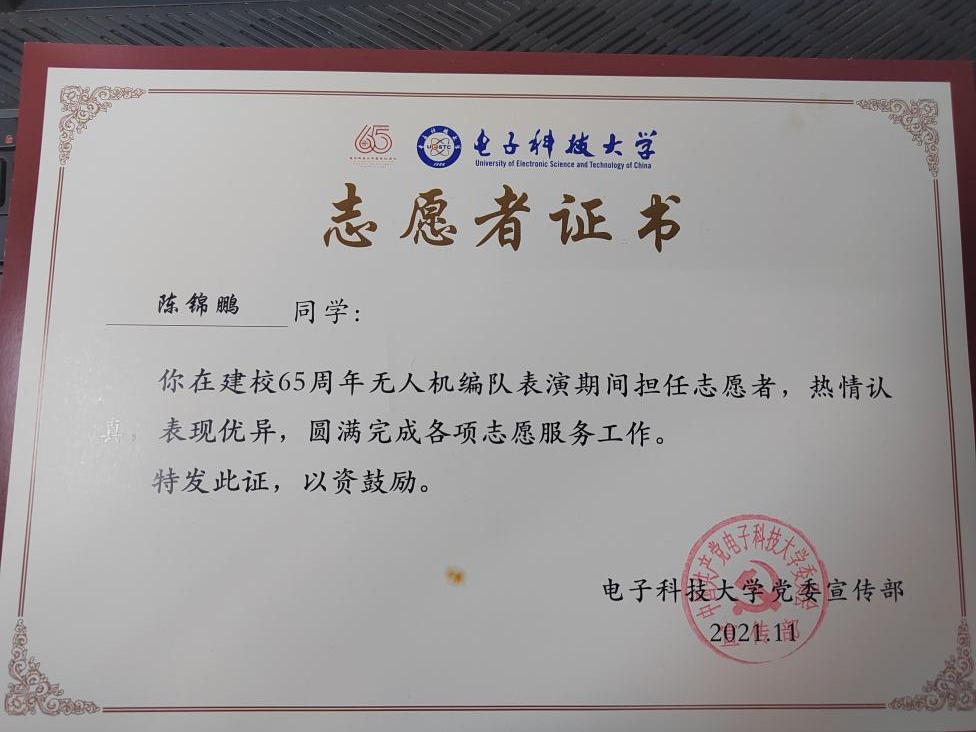 65
电子科技大学
University of Electronic Science and Technology of China
志愿者证书
陈锦鹏 同学:
你在建校65周年无人机编队表演期间担任志愿者，热情认
真，表现优异，圆满完成各项志愿服务工作。
特发此证，以资鼓励。
电子科技大学党委宣传部
2021.11
中国共产党电子科技大学委员会
宣传部